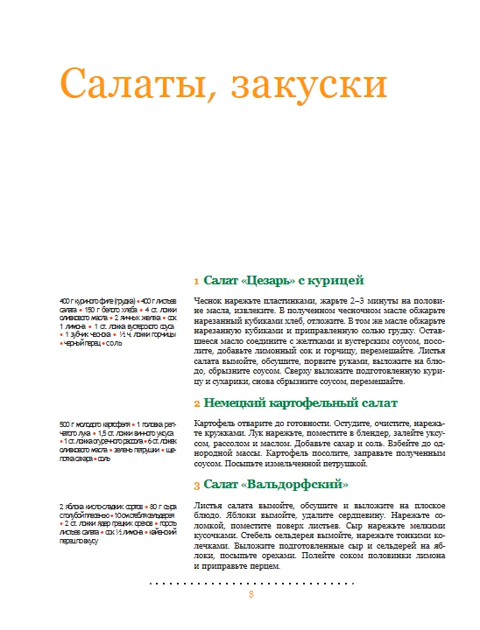 Салаты, закуски
1 Салат «Цезарь» с курицей
400 г куриного филе (грудка) • 400 г листьев
салата • 150 г белого хлеба • 4 ст. ложки
оливкового масла • 2 яичных желтка • сок
1 лимона • 1 ст. ложка вустерского соуса
• 1 зубчик чеснока • ½ ч. ложки горчицы
• черный перец • соль
Чеснок нарежьте пластинками, жарьте 2–3 минуты на полови-
не масла, извлеките. В полученном чесночном масле обжарьте
нарезанный кубиками хлеб, отложите. В том же масле обжарьте
нарезанную кубиками и приправленную солью грудку. Остав-
шееся масло соедините с желтками и вустерским соусом, посо-
лите, добавьте лимонный сок и горчицу, перемешайте. Листья
салата вымойте, обсушите, порвите руками, выложите на блю-
до, сбрызните соусом. Сверху выложите подготовленную кури-
цу и сухарики, снова сбрызните соусом, перемешайте.
2 Немецкий картофельный салат
500 г молодого картофеля • 1 головка реп-
чатого лука • 1,5 ст. ложки винного уксуса
• 1 ст. ложка огуречного рассола • 6 ст. ложек
оливкового масла • зелень петрушки • ще-
потка сахара • соль
Картофель отварите до готовности. Остудите, очистите, нарежь-
те кружками. Лук нарежьте, поместите в блендер, залейте уксу-
сом, рассолом и маслом. Добавьте сахар и соль. Взбейте до од-
нородной массы. Картофель посолите, заправьте полученным
соусом. Посыпьте измельченной петрушкой.
3 Салат «Вальдорфский»
2 яблока кисло-сладких сортов • 80 г сыра
с голубой плесенью • 10 см стебля сельдерея
• 2 ст. ложки ядер грецких орехов • горсть
листьев салата • сок ½ лимона • кайенский
перец по вкусу
Листья салата вымойте, обсушите и выложите на плоское
блюдо. Яблоки вымойте, удалите сердцевину. Нарежьте со-
ломкой, поместите поверх листьев. Сыр нарежьте мелкими
кусочками. Стебель сельдерея вымойте, нарежьте тонкими ко-
лечками. Выложите подготовленные сыр и сельдерей на яб-
локи, посыпьте орехами. Полейте соком половинки лимона
и приправьте перцем.
8